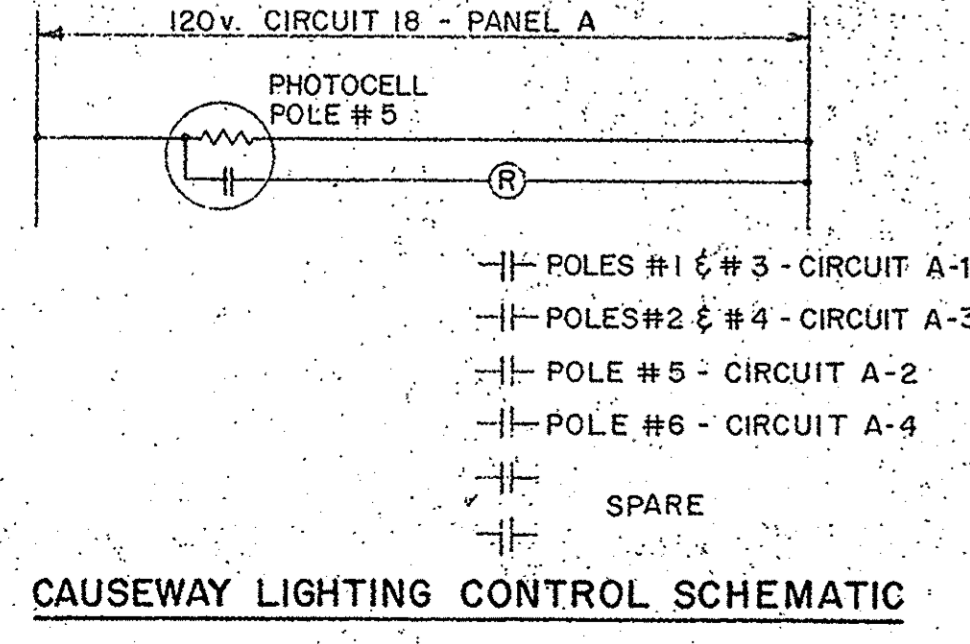 120v. CIRCUIT 18 - PANEL A
PHOTOCELL
POLE #5
R
POLES #1 & #3 - CIRCUIT A-1
POLES #2 & #4 - CIRCUIT A-3
POLE #5 - CIRCUIT A-2
POLE #6 - CIRCUIT A-4
SPARE
CAUSEWAY LIGHTING CONTROL SCHEMATIC